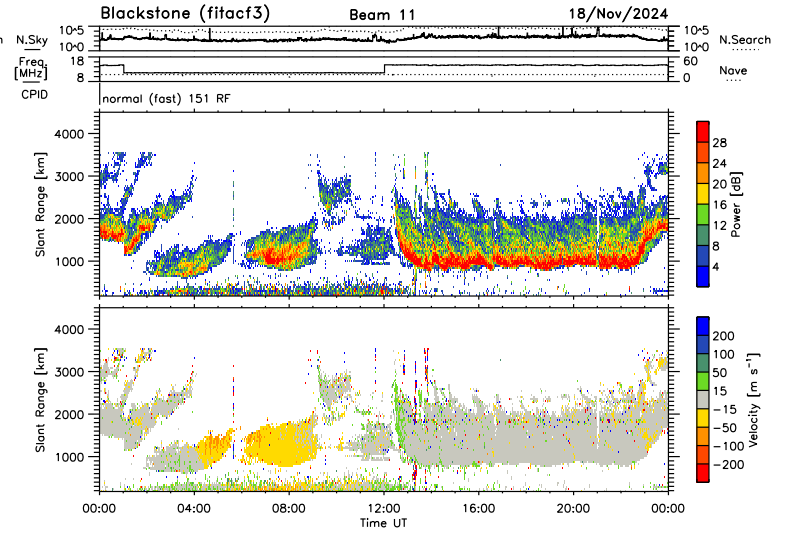 Blackstone (fitacf3) Beam 11 18/Nov/2024
N.Sky 10^5 10^0 10^5 10^0 N.Search
Freq. [MHz] 18 8 60 0 Nave
CPID normal (fast) 151 RF
Slant Range [km]
4000
3000
2000
1000
28
24
20
16
12
8
4
Power [dB]
Slant Range [km]
4000
3000
2000
1000
200
100
50
15
−15
−50
−100
−200
Velocity [m s⁻¹]
00:00 04:00 08:00 12:00 16:00 20:00 00:00
Time UT